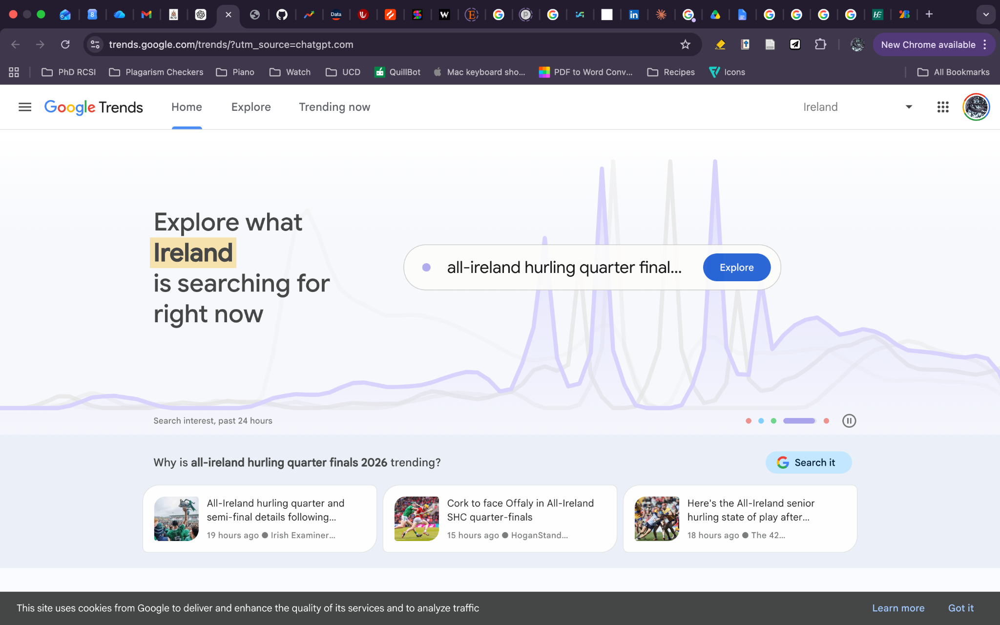 Data
W
E
P
in
8
RCSI
trends.google.com/trends/?utm_source=chatgpt.com
New Chrome available
PhD RCSI
Plagarism Checkers
Piano
Watch
UCD
QuillBot
Mac keyboard sho...
PDF to Word Conv...
Recipes
Icons
All Bookmarks
Google Trends
Home
Explore
Trending now
Ireland
Explore what
Ireland
is searching for
right now
all-ireland hurling quarter final...
Explore
Search interest, past 24 hours
Why is all-ireland hurling quarter finals 2026 trending?
Search it
All-Ireland hurling quarter and
semi-final details following...
19 hours ago ● Irish Examiner...
Cork to face Offaly in All-Ireland
SHC quarter-finals
15 hours ago ● HoganStand...
Here's the All-Ireland senior
hurling state of play after...
18 hours ago ● The 42...
This site uses cookies from Google to deliver and enhance the quality of its services and to analyze traffic
Learn more
Got it